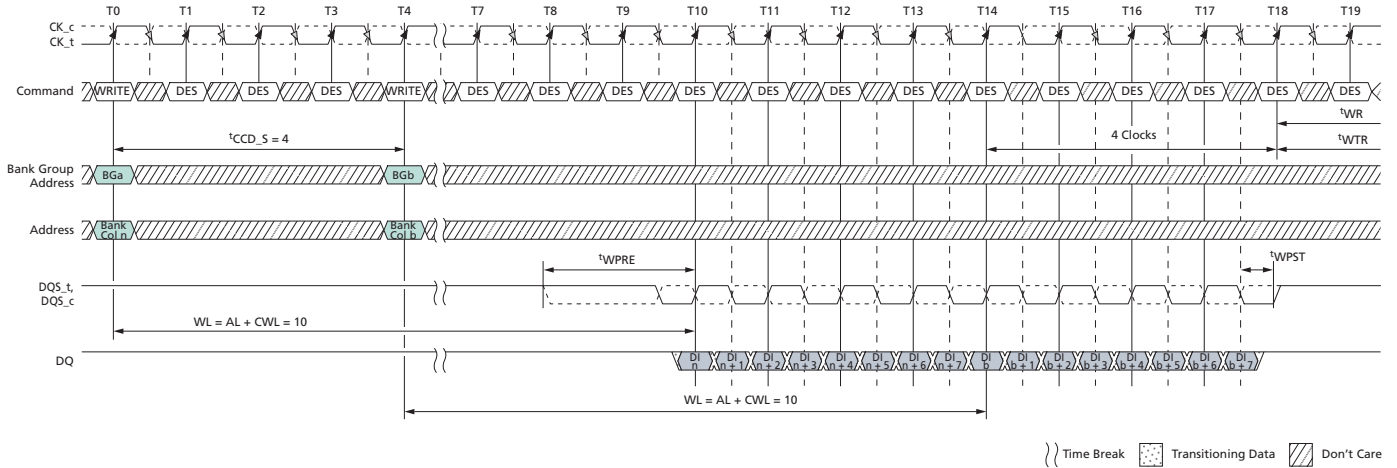 T0 T1 T2 T3 T4 T7 T8 T9 T10 T11 T12 T13 T14 T15 T16 T17 T18 T19
CK_c
CK_t
Command WRITE DES DES DES WRITE DES DES DES DES DES DES DES DES DES DES DES DES DES
tWR
tCCD_S = 4 4 Clocks tWTR
Bank Group
Address BGa BGb
Address Bank Col n Bank Col b
tWPRE tWPST
DQS_t,
DQS_c
WL = AL + CWL = 10
DQ DI n DI n + 1 DI n + 2 DI n + 3 DI n + 4 DI n + 5 DI n + 6 DI n + 7 DI b DI b + 1 DI b + 2 DI b + 3 DI b + 4 DI b + 5 DI b + 6 DI b + 7
WL = AL + CWL = 10
Time Break Transitioning Data Don't Care